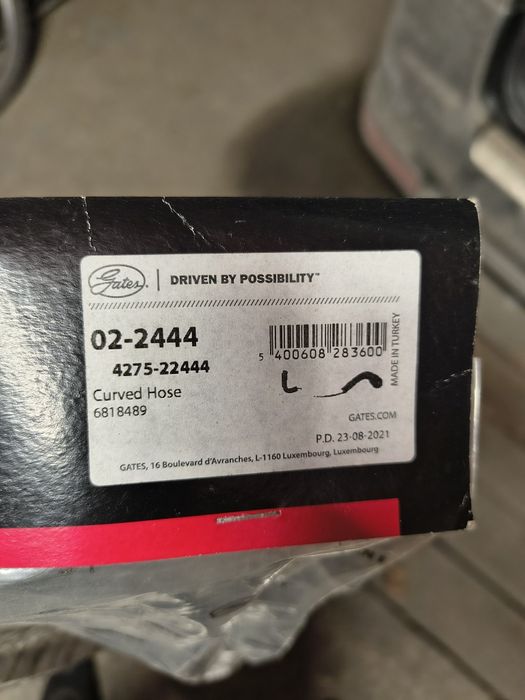 Gates. DRIVEN BY POSSIBILITY™
02-2444
4275-22444
Curved Hose
6818489
5 400608 283600
MADE IN TURKEY
GATES.COM
P.D. 23-08-2021
GATES, 16 Boulevard d'Avranches, L-1160 Luxembourg, Luxembourg